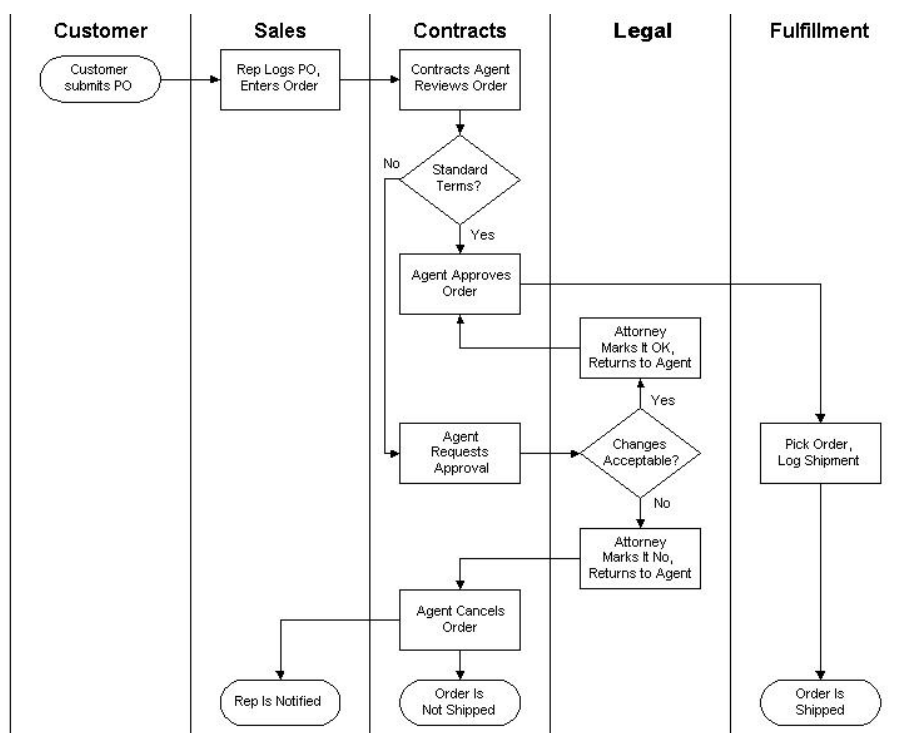 Customer
Sales
Contracts
Legal
Fulfillment
Customer
submits PO
Rep Logs PO,
Enters Order
Contracts Agent
Reviews Order
No
Standard
Terms?
Yes
Agent Approves
Order
Attorney
Marks It OK,
Returns to Agent
Yes
Agent
Requests
Approval
Changes
Acceptable?
Pick Order,
Log Shipment
No
Attorney
Marks It No,
Returns to Agent
Agent Cancels
Order
Rep Is Notified
Order Is
Not Shipped
Order Is
Shipped